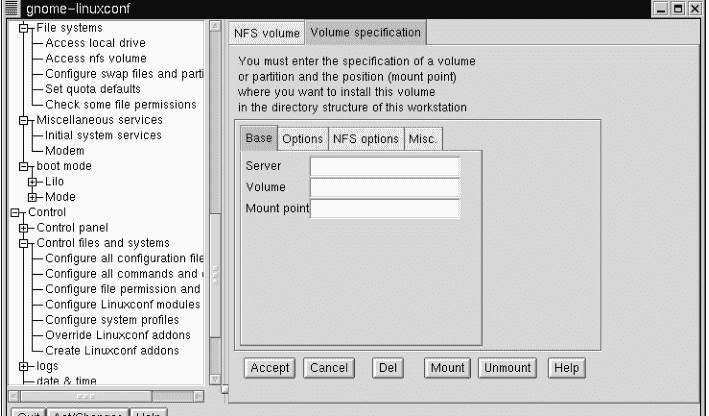 gnome-linuxconf
File systems
Access local drive
Access nfs volume
Configure swap files and parti
Set quota defaults
Check some file permissions
Miscellaneous services
Initial system services
Modem
boot mode
Lilo
Mode
Control
Control panel
Control files and systems
Configure all configuration file
Configure all commands and
Configure file permission and
Configure Linuxconf modules
Configure system profiles
Override Linuxconf addons
Create Linuxconf addons
logs
date & time
Quit Act/Changes Help
NFS volume Volume specification
You must enter the specification of a volume
or partition and the position (mount point)
where you want to install this volume
in the directory structure of this workstation
Base Options NFS options Misc.
Server
Volume
Mount point
Accept Cancel Del Mount Unmount Help